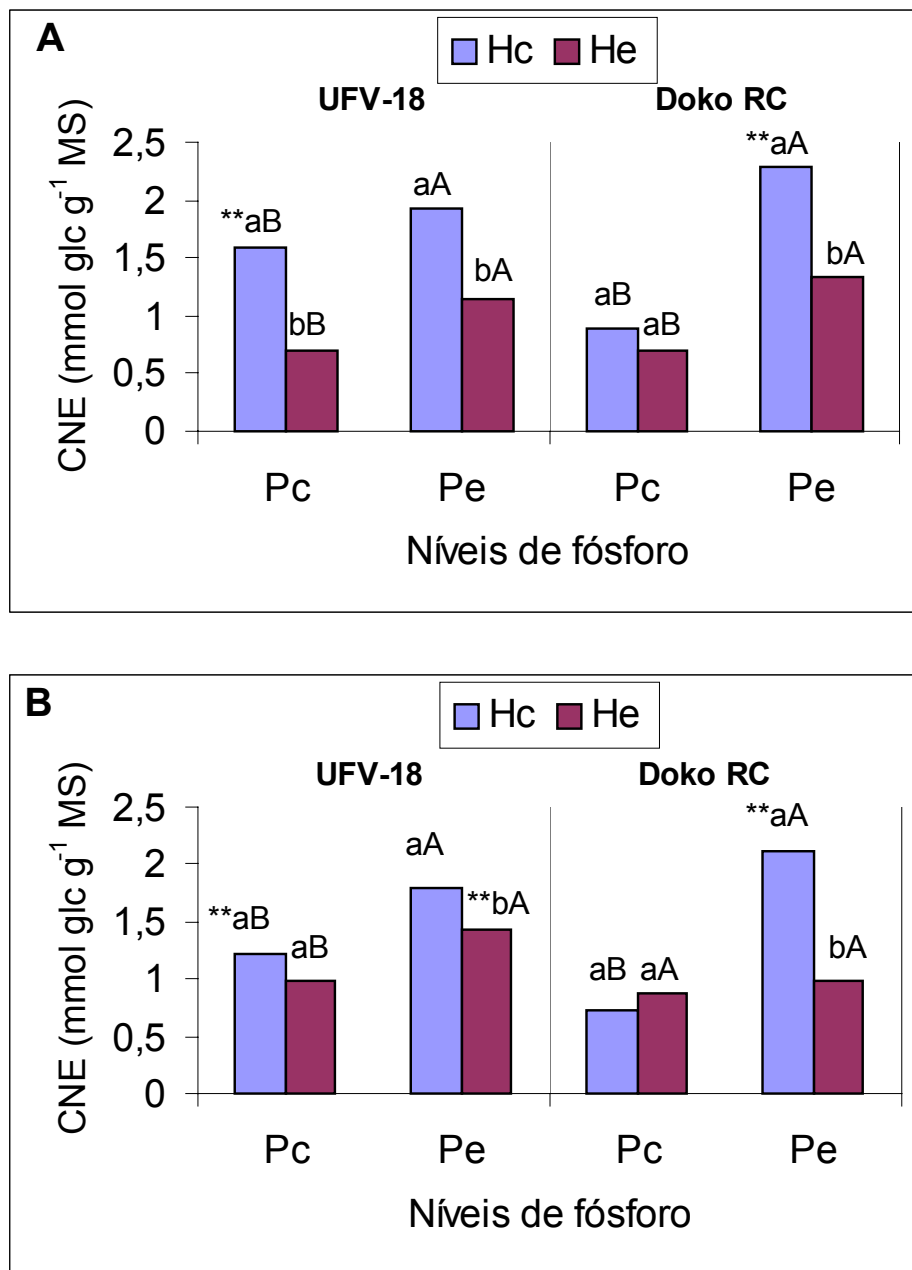 A
Hc He
UFV-18 Doko RC
CNE (mmol glc g⁻¹ MS)
2,5
2
1,5
1
0,5
0
**aB bB aA bA aB aB **aA bA
Pc Pe Pc Pe
Níveis de fósforo
B
Hc He
UFV-18 Doko RC
CNE (mmol glc g⁻¹ MS)
2,5
2
1,5
1
0,5
0
**aB aB aA **bA aB aA **aA bA
Pc Pe Pc Pe
Níveis de fósforo